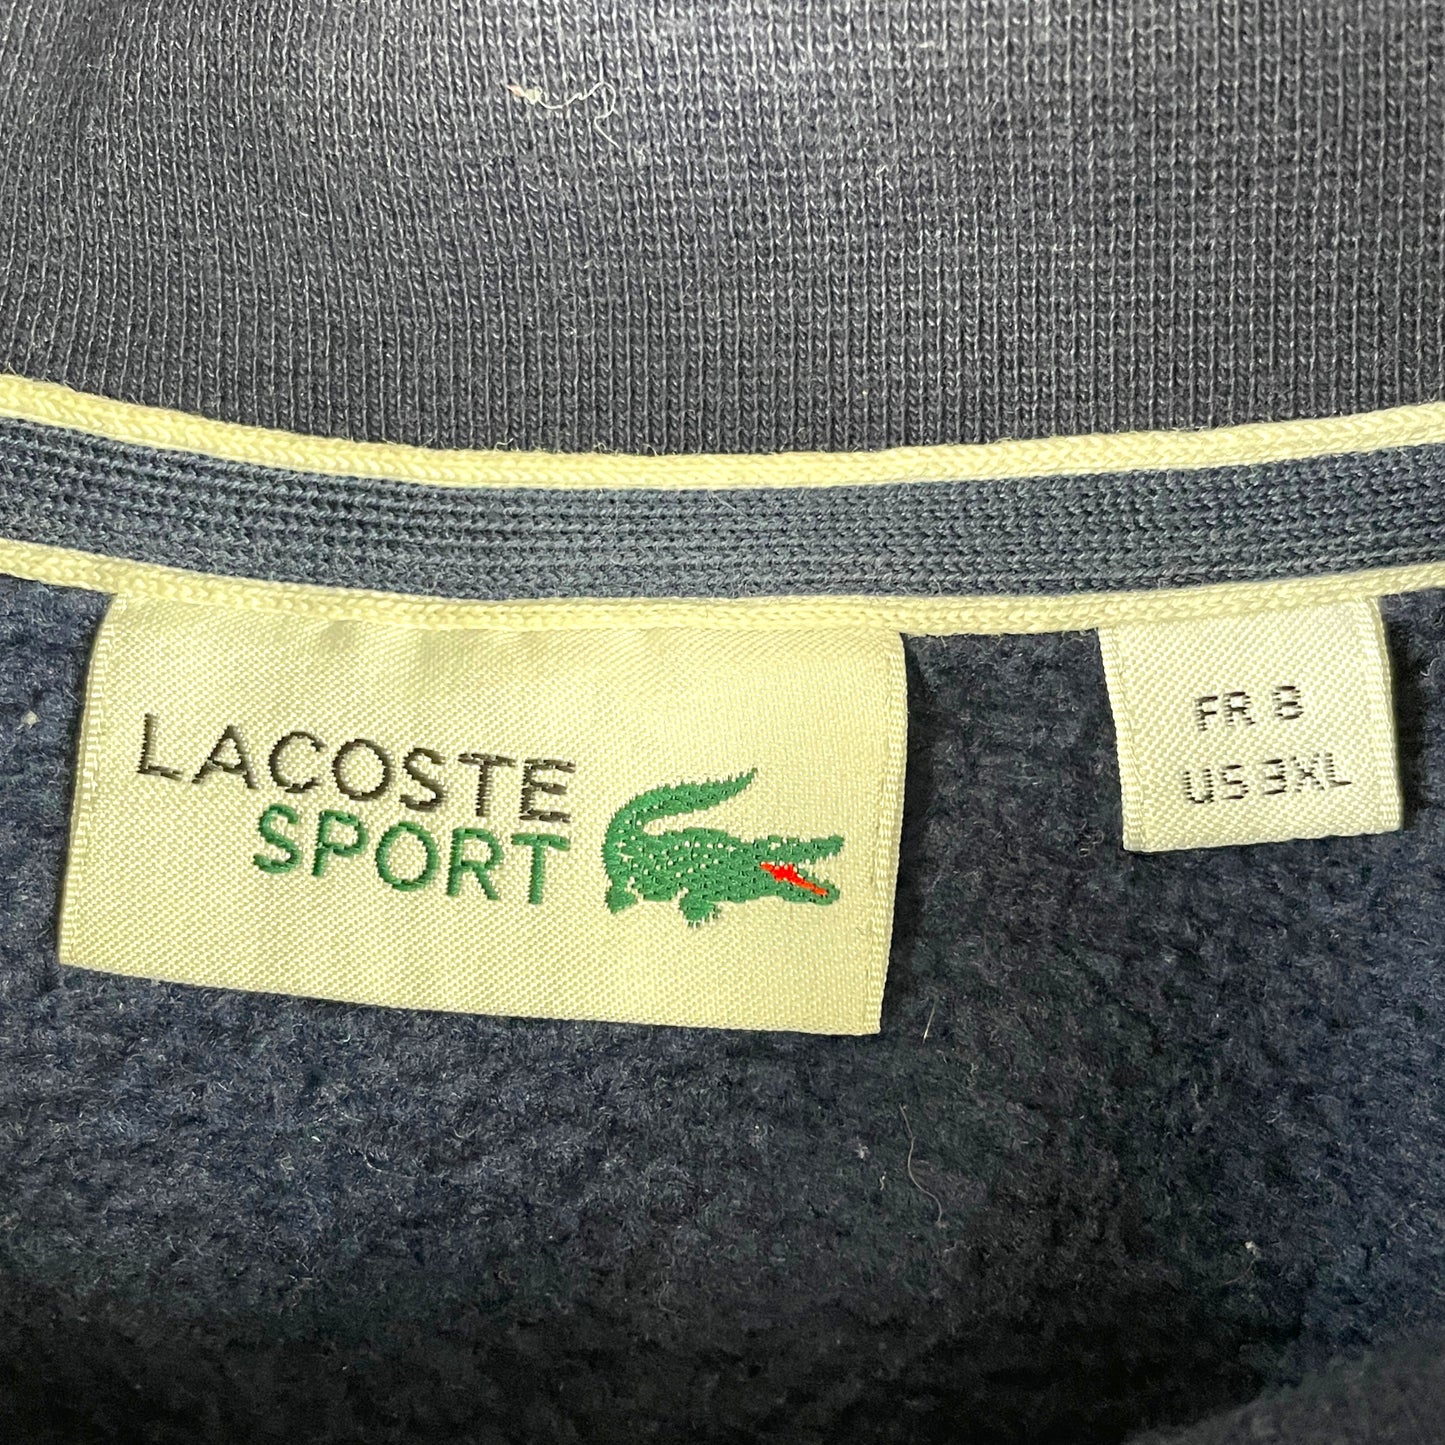 LACOSTE
SPORT
FR 8
US 3XL